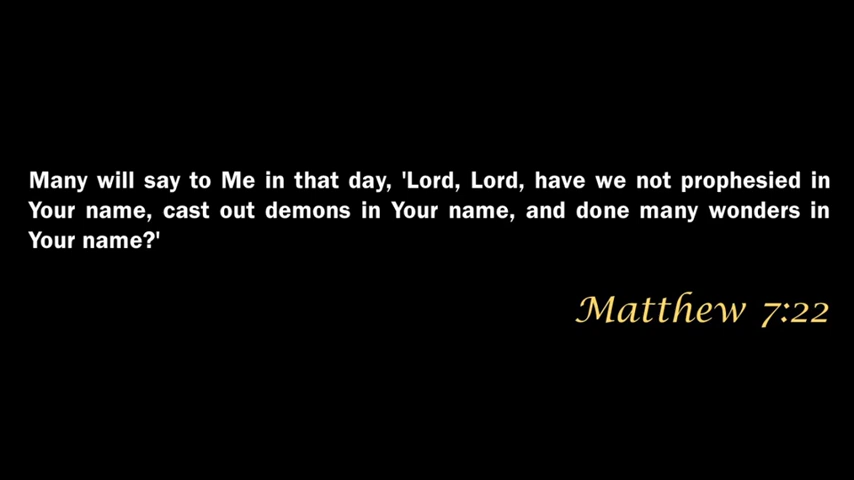 Many will say to Me in that day, 'Lord, Lord, have we not prophesied in
Your name, cast out demons in Your name, and done many wonders in
Your name?'
Matthew 7:22